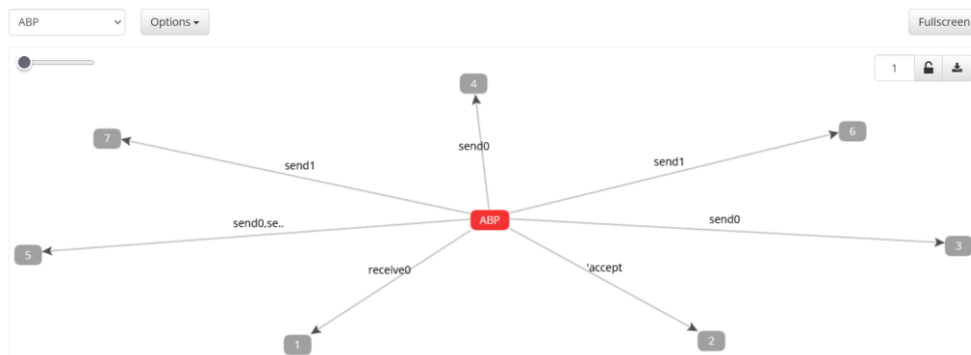 ABP
Options
Fullscreen
1
4
7
6
send0
send1
send1
ABP
send0,se..
send0
5
3
receive0
'accept
1
2